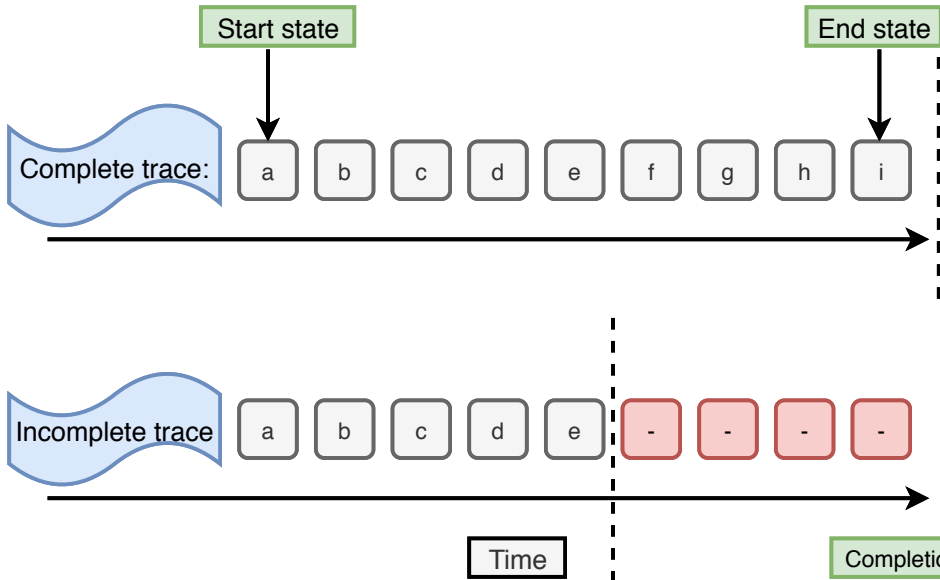 Start state End state
Complete trace: a b c d e f g h i
Incomplete trace a b c d e - - - -
Time